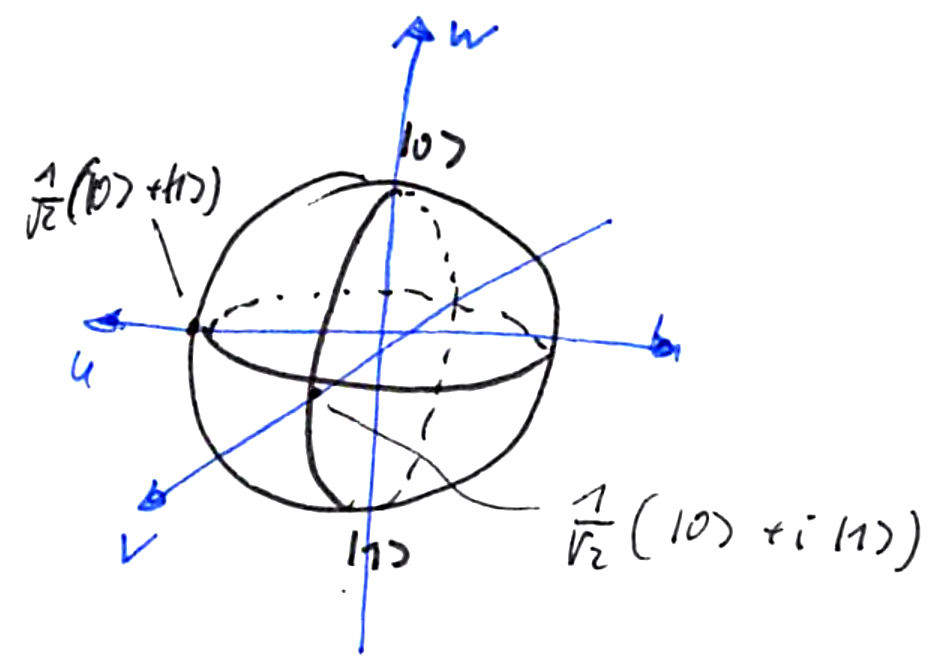 w
|0>
1/√2 (|0> + |1>)
u
v
1/√2 (|0> + i |1>)
|1>